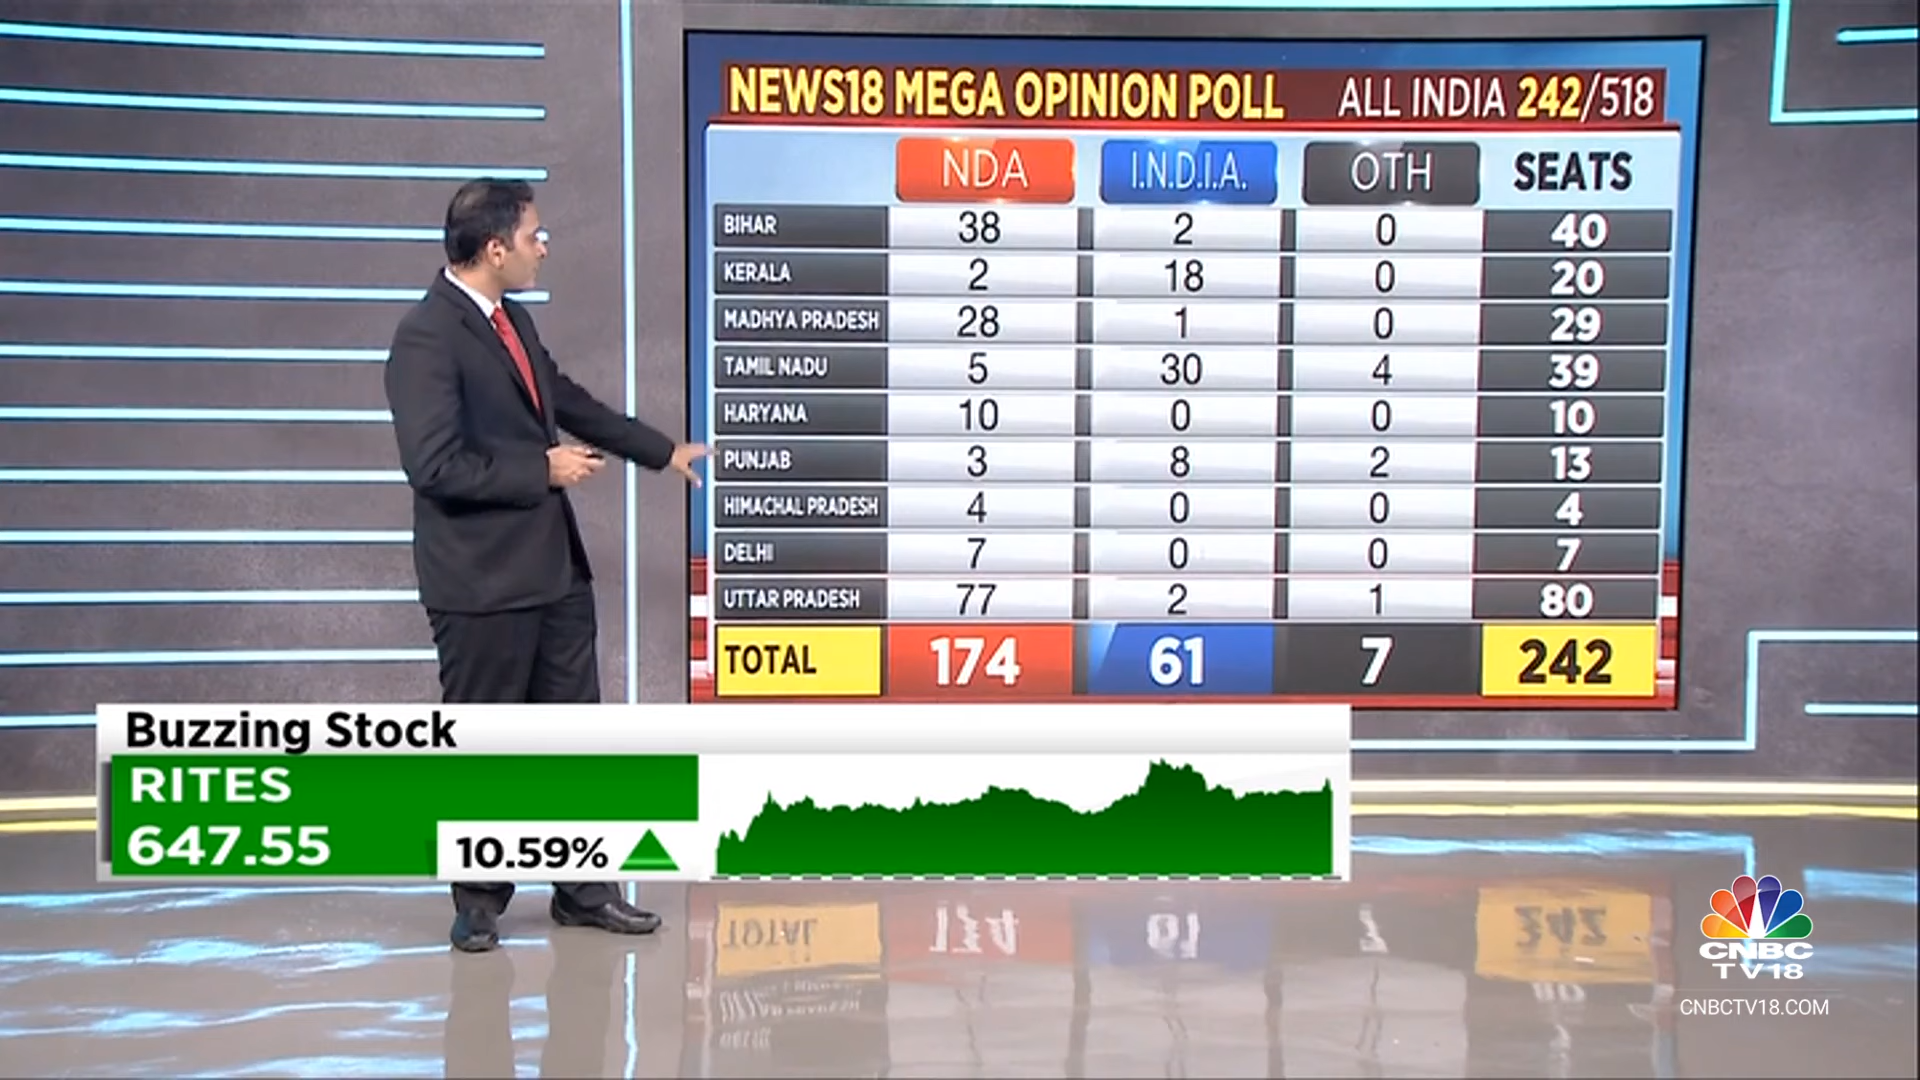 NEWS18 MEGA OPINION POLL ALL INDIA 242/518
NDA I.N.D.I.A. OTH SEATS
BIHAR 38 2 0 40
KERALA 2 18 0 20
MADHYA PRADESH 28 1 0 29
TAMIL NADU 5 30 4 39
HARYANA 10 0 0 10
PUNJAB 3 8 2 13
HIMACHAL PRADESH 4 0 0 4
DELHI 7 0 0 7
UTTAR PRADESH 77 2 1 80
TOTAL 174 61 7 242
Buzzing Stock
RITES
647.55 10.59%
CNBC
TV18
CNBCTV18.COM